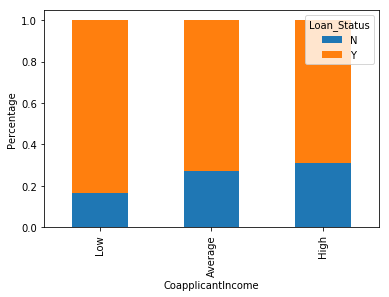 Loan_Status
N
Y
1.0
0.8
0.6
0.4
0.2
0.0
Percentage
Low
Average
High
CoapplicantIncome